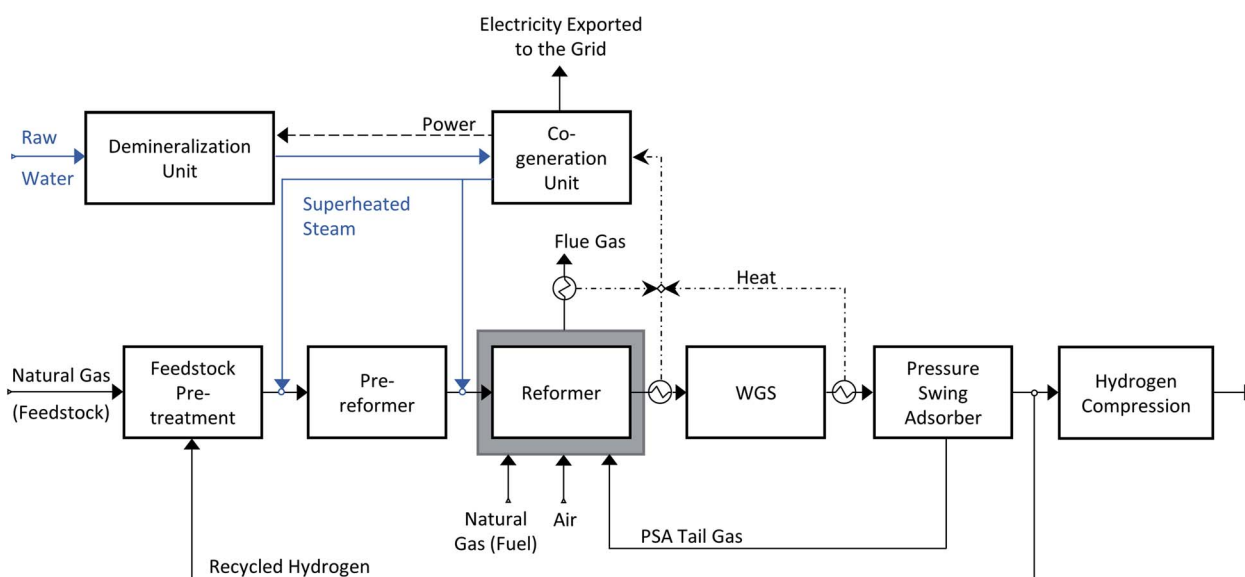 Electricity Exported
to the Grid
Raw
Water
Demineralization
Unit
Power
Co-
generation
Unit
Superheated
Steam
Flue Gas
Heat
Natural Gas
(Feedstock)
Feedstock
Pre-
treatment
Pre-
reformer
Reformer
WGS
Pressure
Swing
Adsorber
Hydrogen
Compression
Natural
Gas (Fuel)
Air
PSA Tail Gas
Recycled Hydrogen